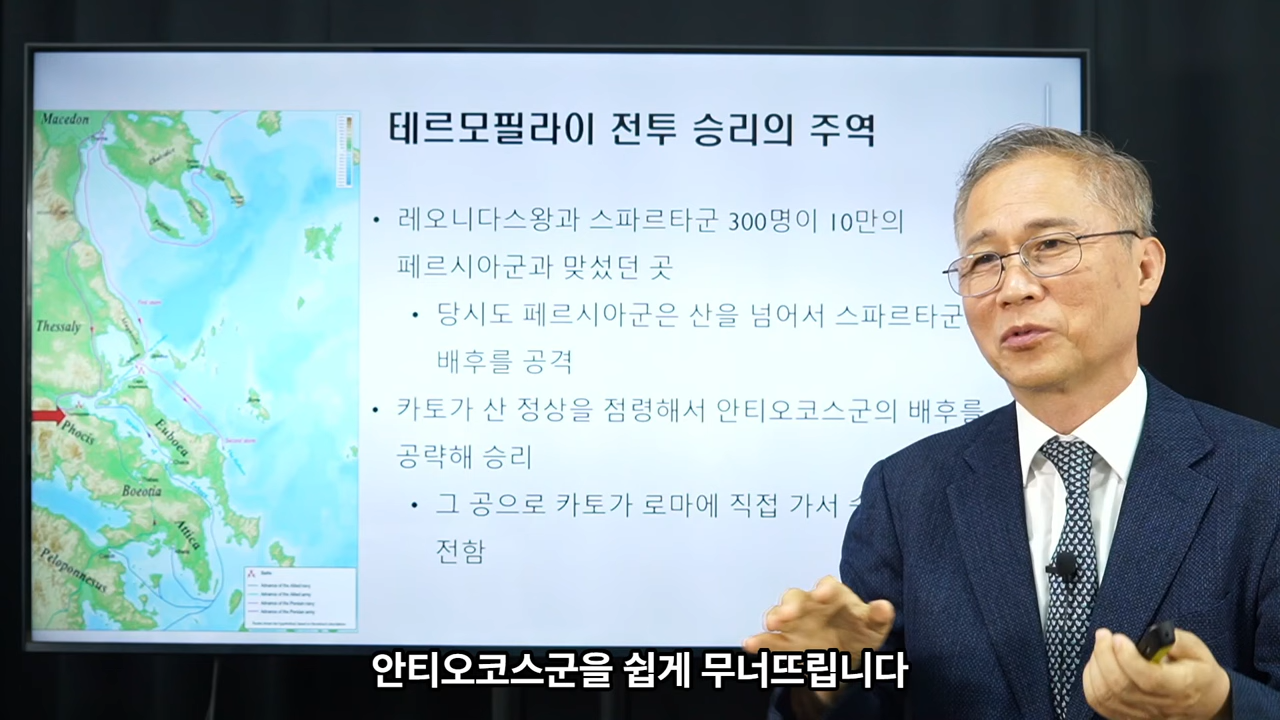 테르모필라이 전투 승리의 주역
• 레오니다스왕과 스파르타군 300명이 10만의
페르시아군과 맞섰던 곳
• 당시도 페르시아군은 산을 넘어서 스파르타군
배후를 공격
• 카토가 산 정상을 점령해서 안티오코스군의 배후를
공략해 승리
• 그 공으로 카토가 로마에 직접 가서
전함
Macedon
Thessaly
Phocis
Euboea
Boeotia
Attica
Peloponnesus
안티오코스군을 쉽게 무너뜨립니다